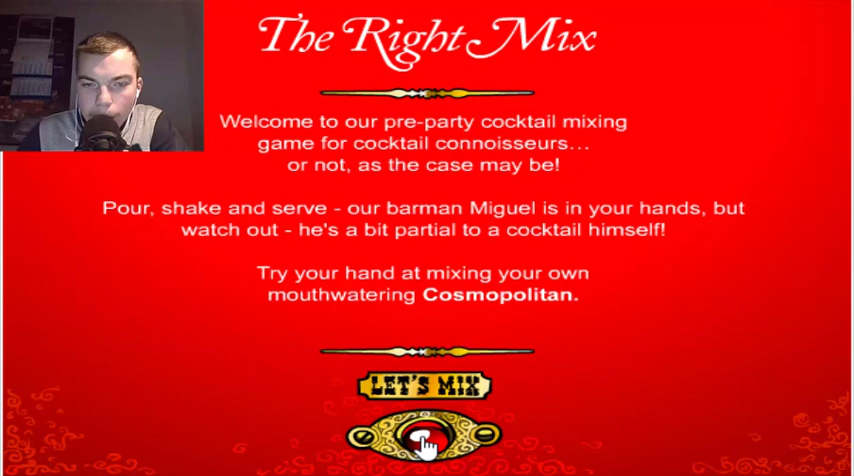 The Right Mix
Welcome to our pre-party cocktail mixing
game for cocktail connoisseurs...
or not, as the case may be!
Pour, shake and serve - our barman Miguel is in your hands, but
watch out - he's a bit partial to a cocktail himself!
Try your hand at mixing your own
mouthwatering Cosmopolitan.
LET'S MIX